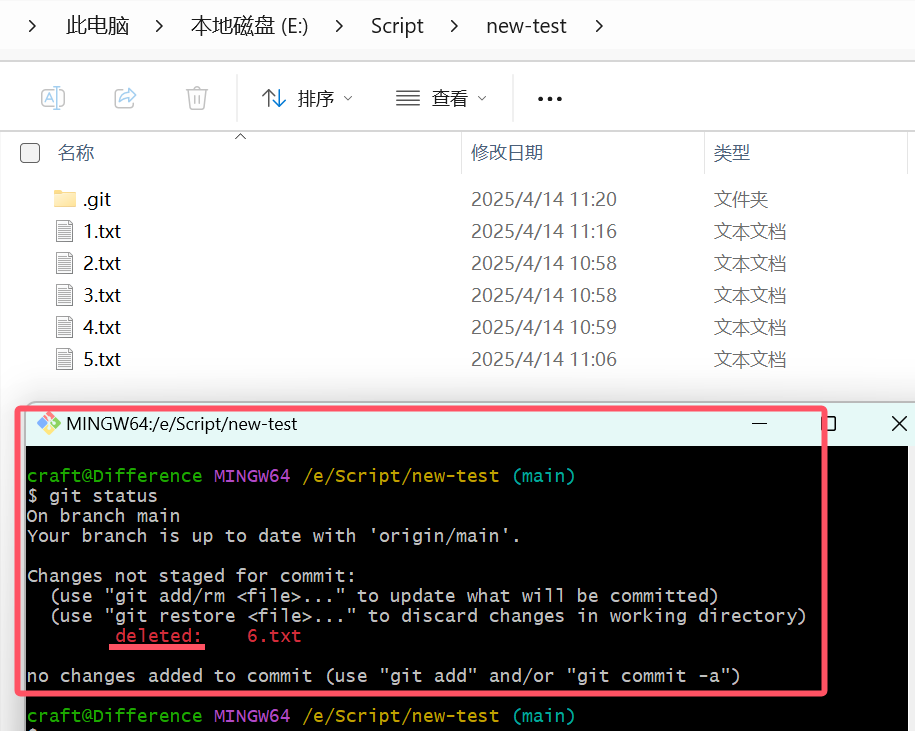 此电脑 本地磁盘 (E:) Script new-test
A 排序 查看
名称 修改日期 类型
.git 2025/4/14 11:20 文件夹
1.txt 2025/4/14 11:16 文本文档
2.txt 2025/4/14 10:58 文本文档
3.txt 2025/4/14 10:58 文本文档
4.txt 2025/4/14 10:59 文本文档
5.txt 2025/4/14 11:06 文本文档
MINGW64:/e/Script/new-test
craft@Difference MINGW64 /e/Script/new-test (main)
$ git status
On branch main
Your branch is up to date with 'origin/main'.
Changes not staged for commit:
(use "git add/rm <file>..." to update what will be committed)
(use "git restore <file>..." to discard changes in working directory)
deleted: 6.txt
no changes added to commit (use "git add" and/or "git commit -a")
craft@Difference MINGW64 /e/Script/new-test (main)